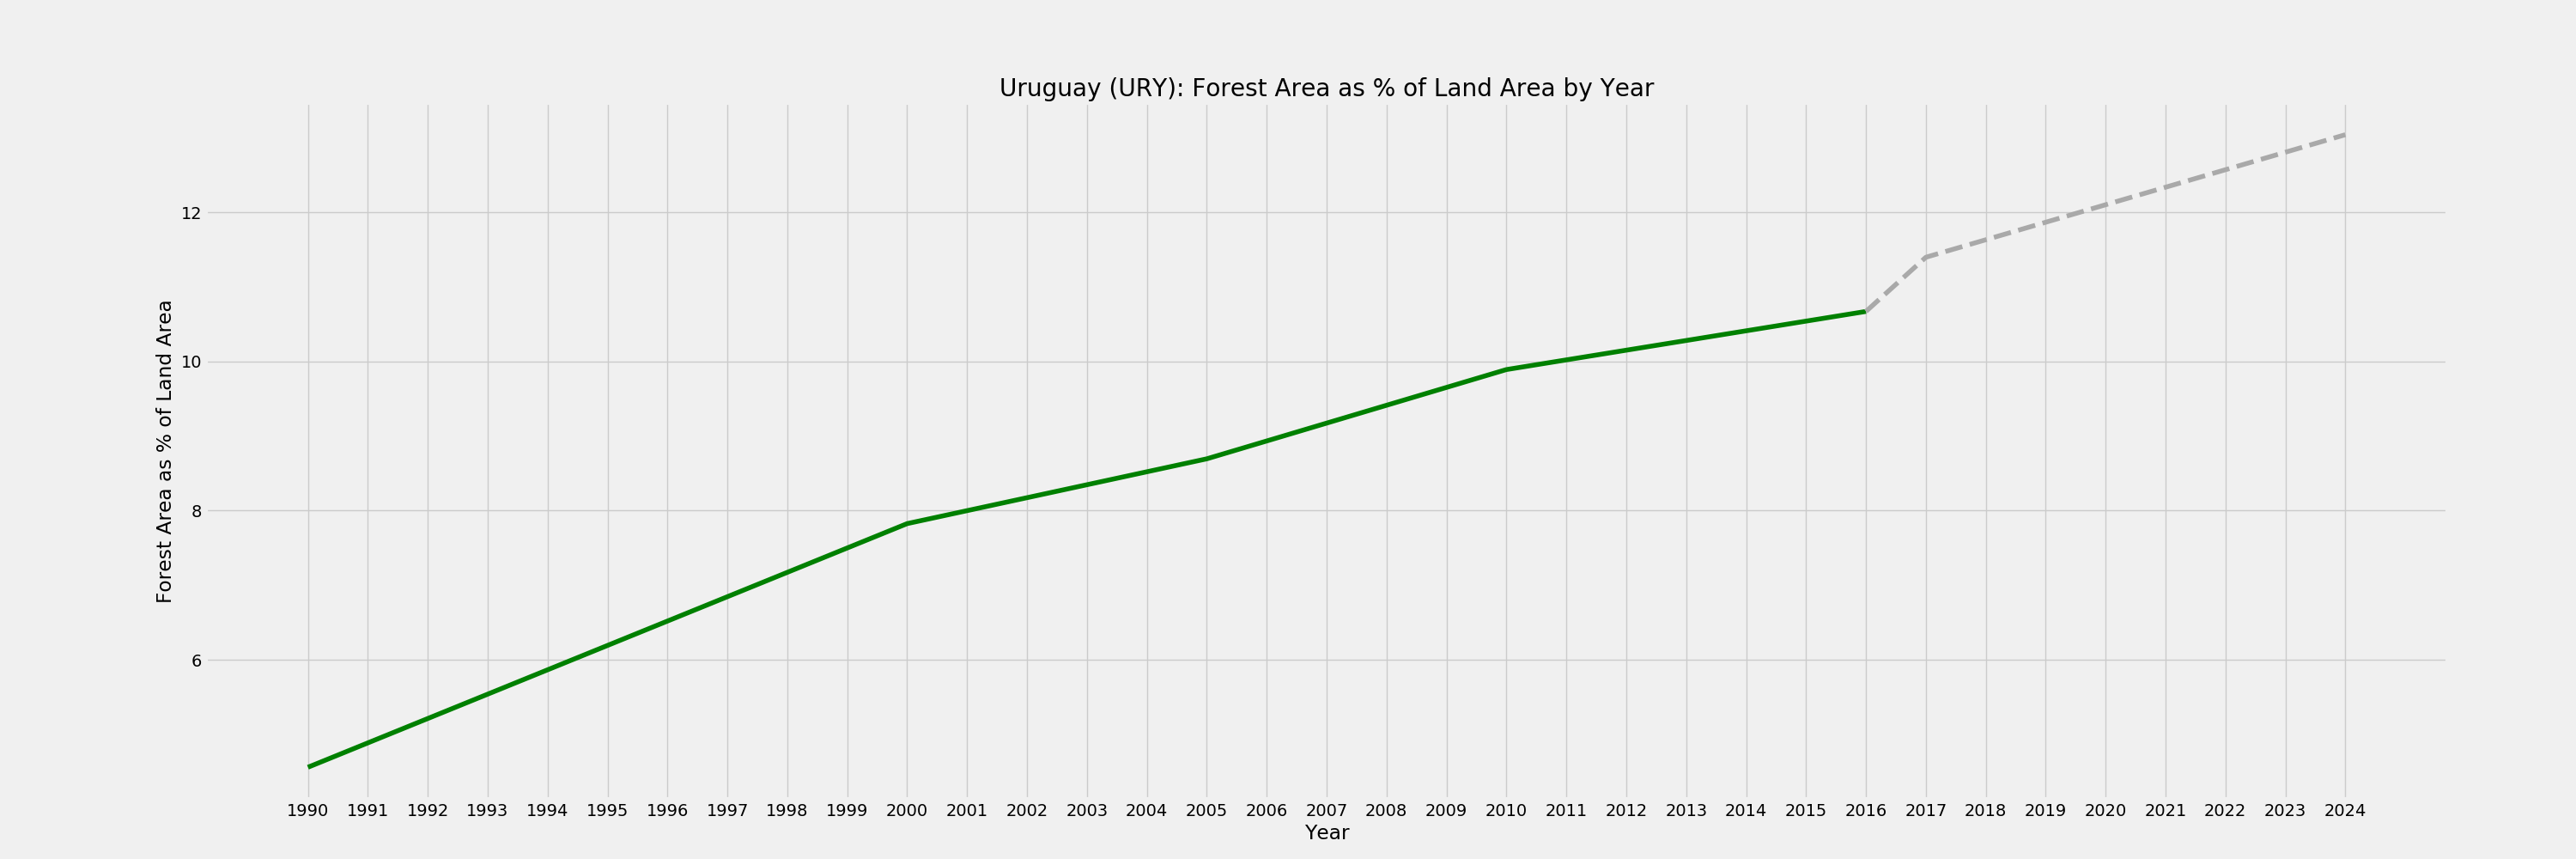 Uruguay (URY): Forest Area as % of Land Area by Year
Forest Area as % of Land Area
12
10
8
6
1990 1991 1992 1993 1994 1995 1996 1997 1998 1999 2000 2001 2002 2003 2004 2005 2006 2007 2008 2009 2010 2011 2012 2013 2014 2015 2016 2017 2018 2019 2020 2021 2022 2023 2024
Year